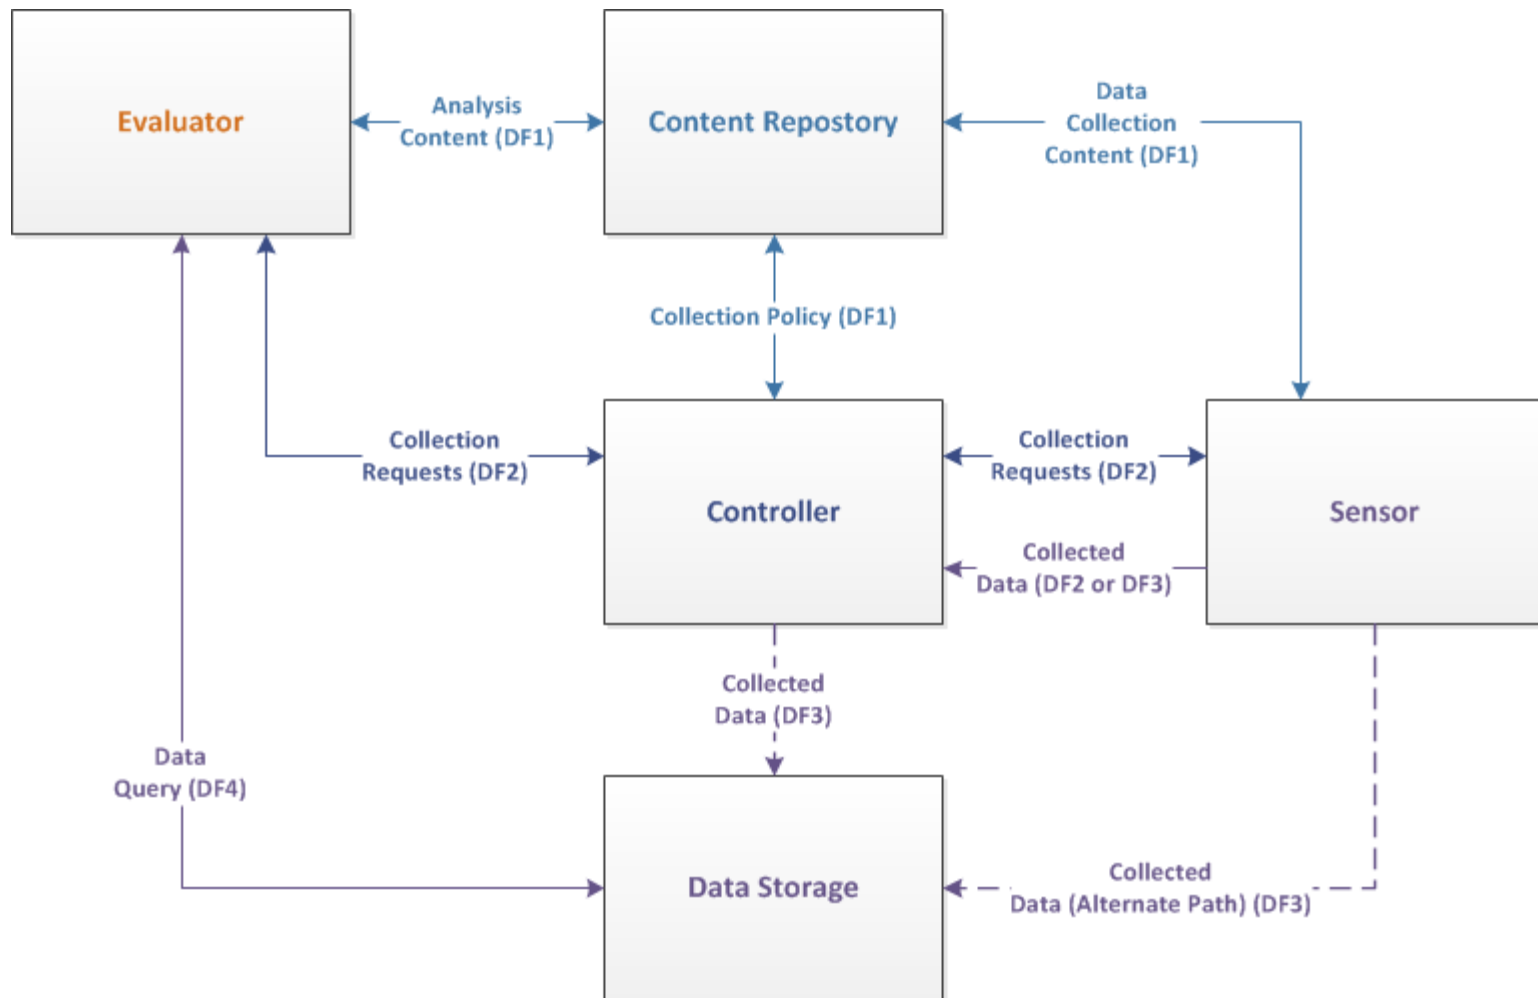 Evaluator
Analysis
Content (DF1)
Content Repostory
Data
Collection
Content (DF1)
Collection Policy (DF1)
Collection
Requests (DF2)
Controller
Collection
Requests (DF2)
Sensor
Collected
Data (DF2 or DF3)
Collected
Data (DF3)
Data
Query (DF4)
Data Storage
Collected
Data (Alternate Path) (DF3)